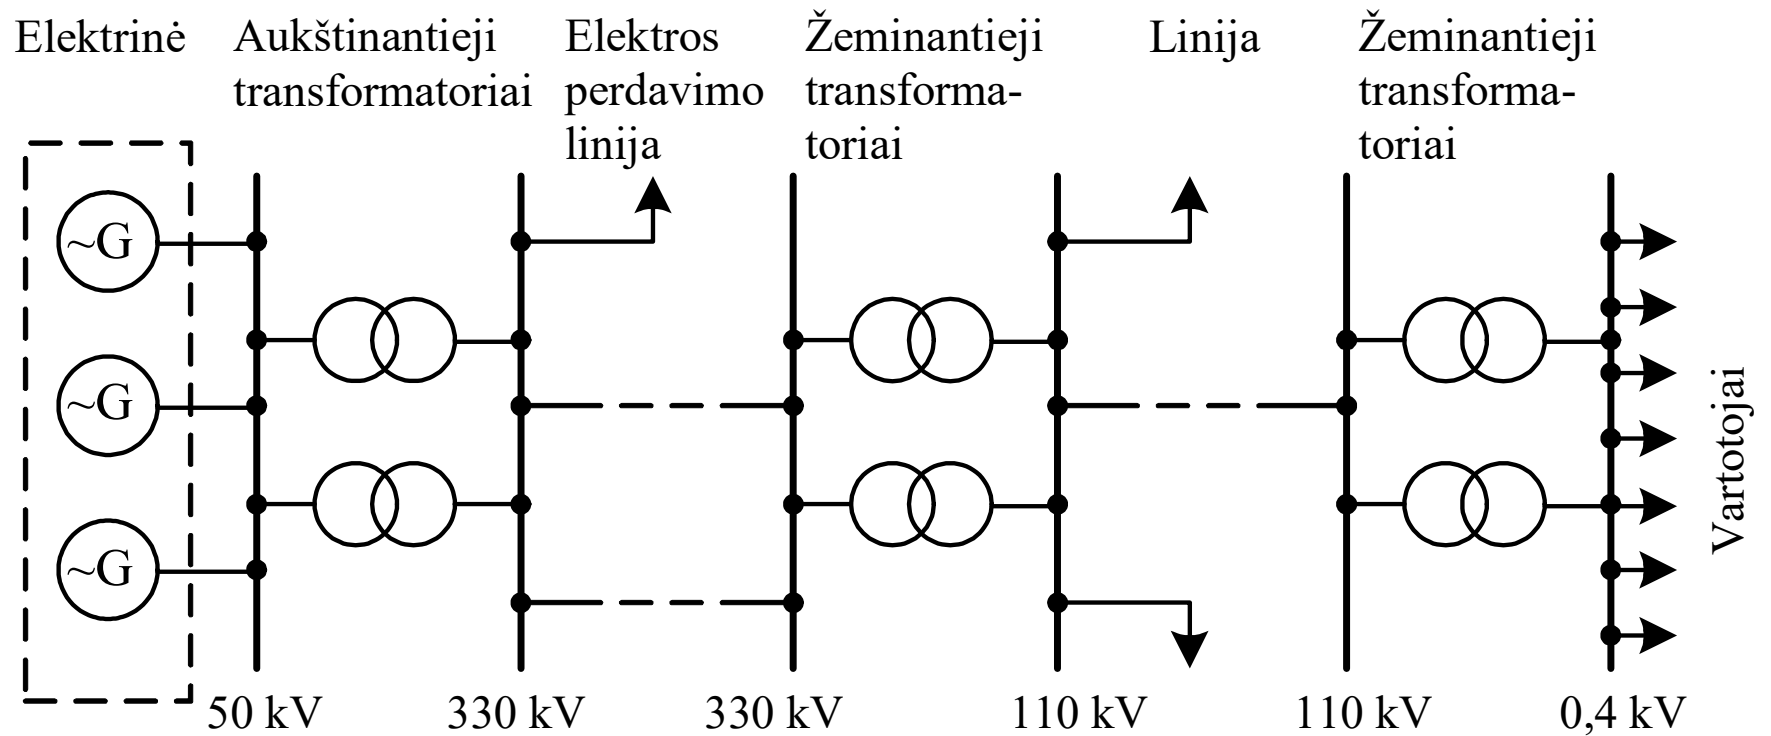 Elektrinė
Aukštinantieji
transformatoriai
Elektros
perdavimo
linija
Žeminantieji
transforma-
toriai
Linija
Žeminantieji
transforma-
toriai
~G
~G
~G
Vartotojai
50 kV
330 kV
330 kV
110 kV
110 kV
0,4 kV